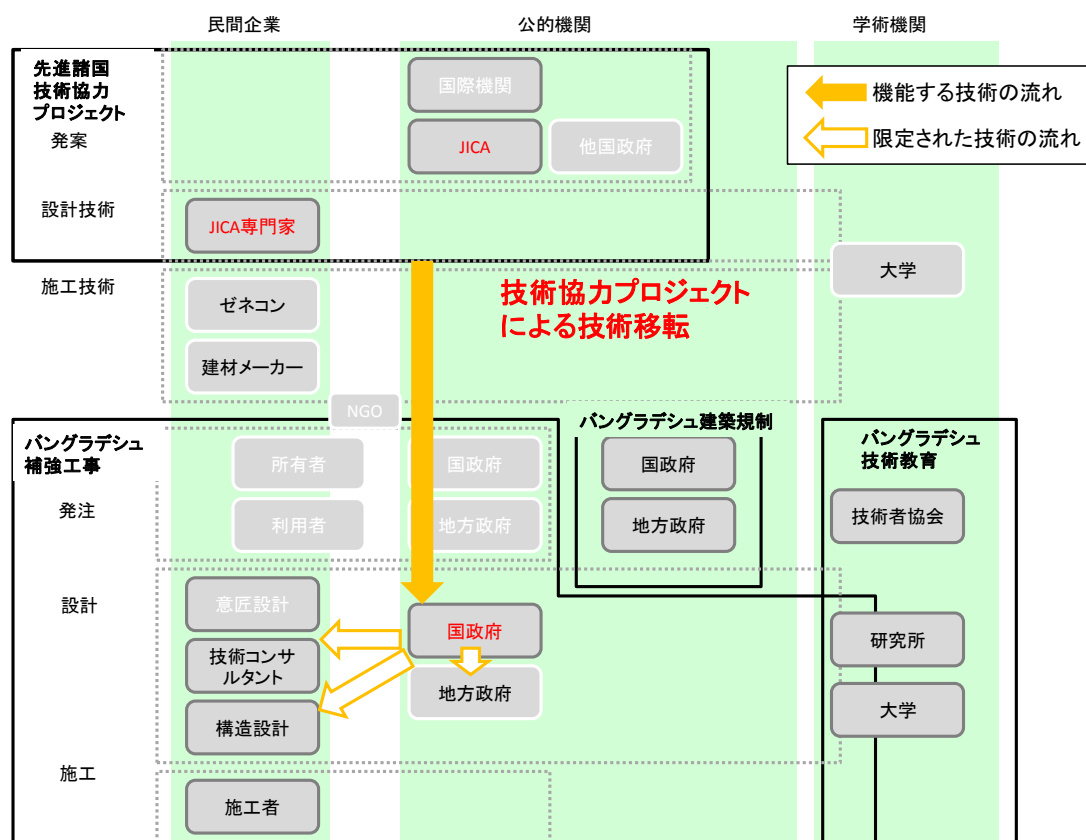 民間企業
公的機関
学術機関
先進諸国
技術協力
プロジェクト
発案
国際機関
JICA
他国政府
機能する技術の流れ
限定された技術の流れ
設計技術
JICA専門家
大学
施工技術
ゼネコン
建材メーカー
技術協力プロジェクト
による技術移転
NGO
バングラデシュ
補強工事
発注
所有者
国政府
利用者
地方政府
バングラデシュ建築規制
国政府
地方政府
バングラデシュ
技術教育
技術者協会
設計
意匠設計
国政府
技術コンサ
ルタント
地方政府
構造設計
研究所
大学
施工
施工者